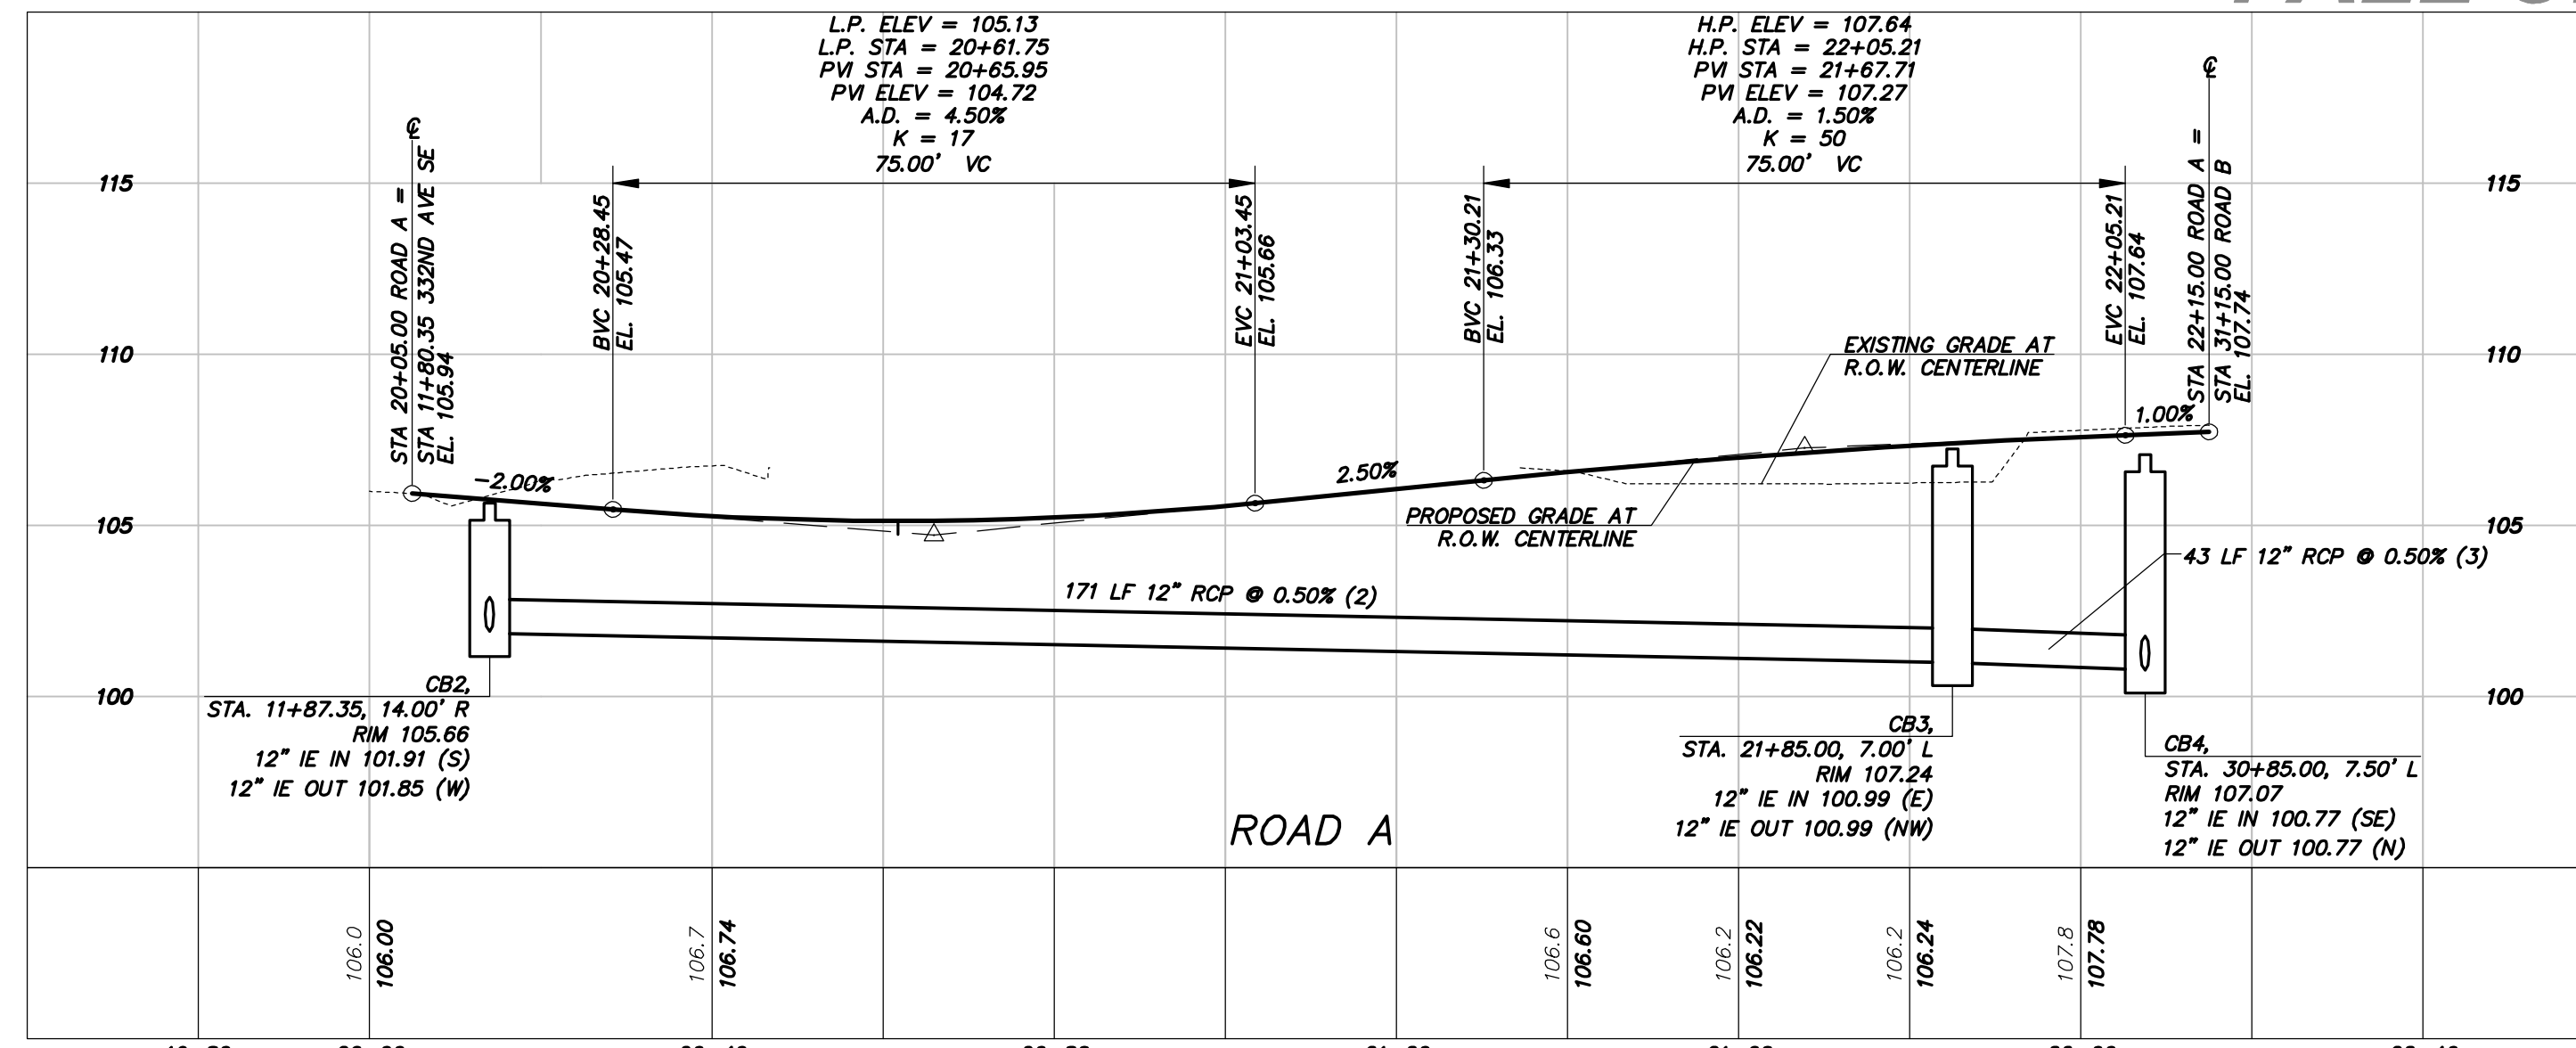 L.P. ELEV = 105.13
L.P. STA = 20+61.75
PVI STA = 20+65.95
PVI ELEV = 104.72
A.D. = 4.50%
K = 17
75.00' VC
H.P. ELEV = 107.64
H.P. STA = 22+05.21
PVI STA = 21+67.71
PVI ELEV = 107.27
A.D. = 1.50%
K = 50
75.00' VC
℄
℄
115
110
105
100
115
110
105
100
STA 20+05.00 ROAD A =
STA 11+80.35 332ND AVE SE
EL. 105.94
BVC 20+28.45
EL. 105.47
EVC 21+03.45
EL. 105.66
BVC 21+30.21
EL. 106.33
EVC 22+05.21
EL. 107.64
STA 22+15.00 ROAD A =
STA 31+15.00 ROAD B
EL. 107.74
EXISTING GRADE AT
R.O.W. CENTERLINE
1.00%
-2.00%
2.50%
PROPOSED GRADE AT
R.O.W. CENTERLINE
43 LF 12" RCP @ 0.50% (3)
171 LF 12" RCP @ 0.50% (2)
CB2,
STA. 11+87.35, 14.00' R
RIM 105.66
12" IE IN 101.91 (S)
12" IE OUT 101.85 (W)
CB3,
STA. 21+85.00, 7.00' L
RIM 107.24
12" IE IN 100.99 (E)
12" IE OUT 100.99 (NW)
CB4,
STA. 30+85.00, 7.50' L
RIM 107.07
12" IE IN 100.77 (SE)
12" IE OUT 100.77 (N)
ROAD A
106.0
106.00
106.7
106.74
106.6
106.60
106.2
106.22
106.2
106.24
107.8
107.78